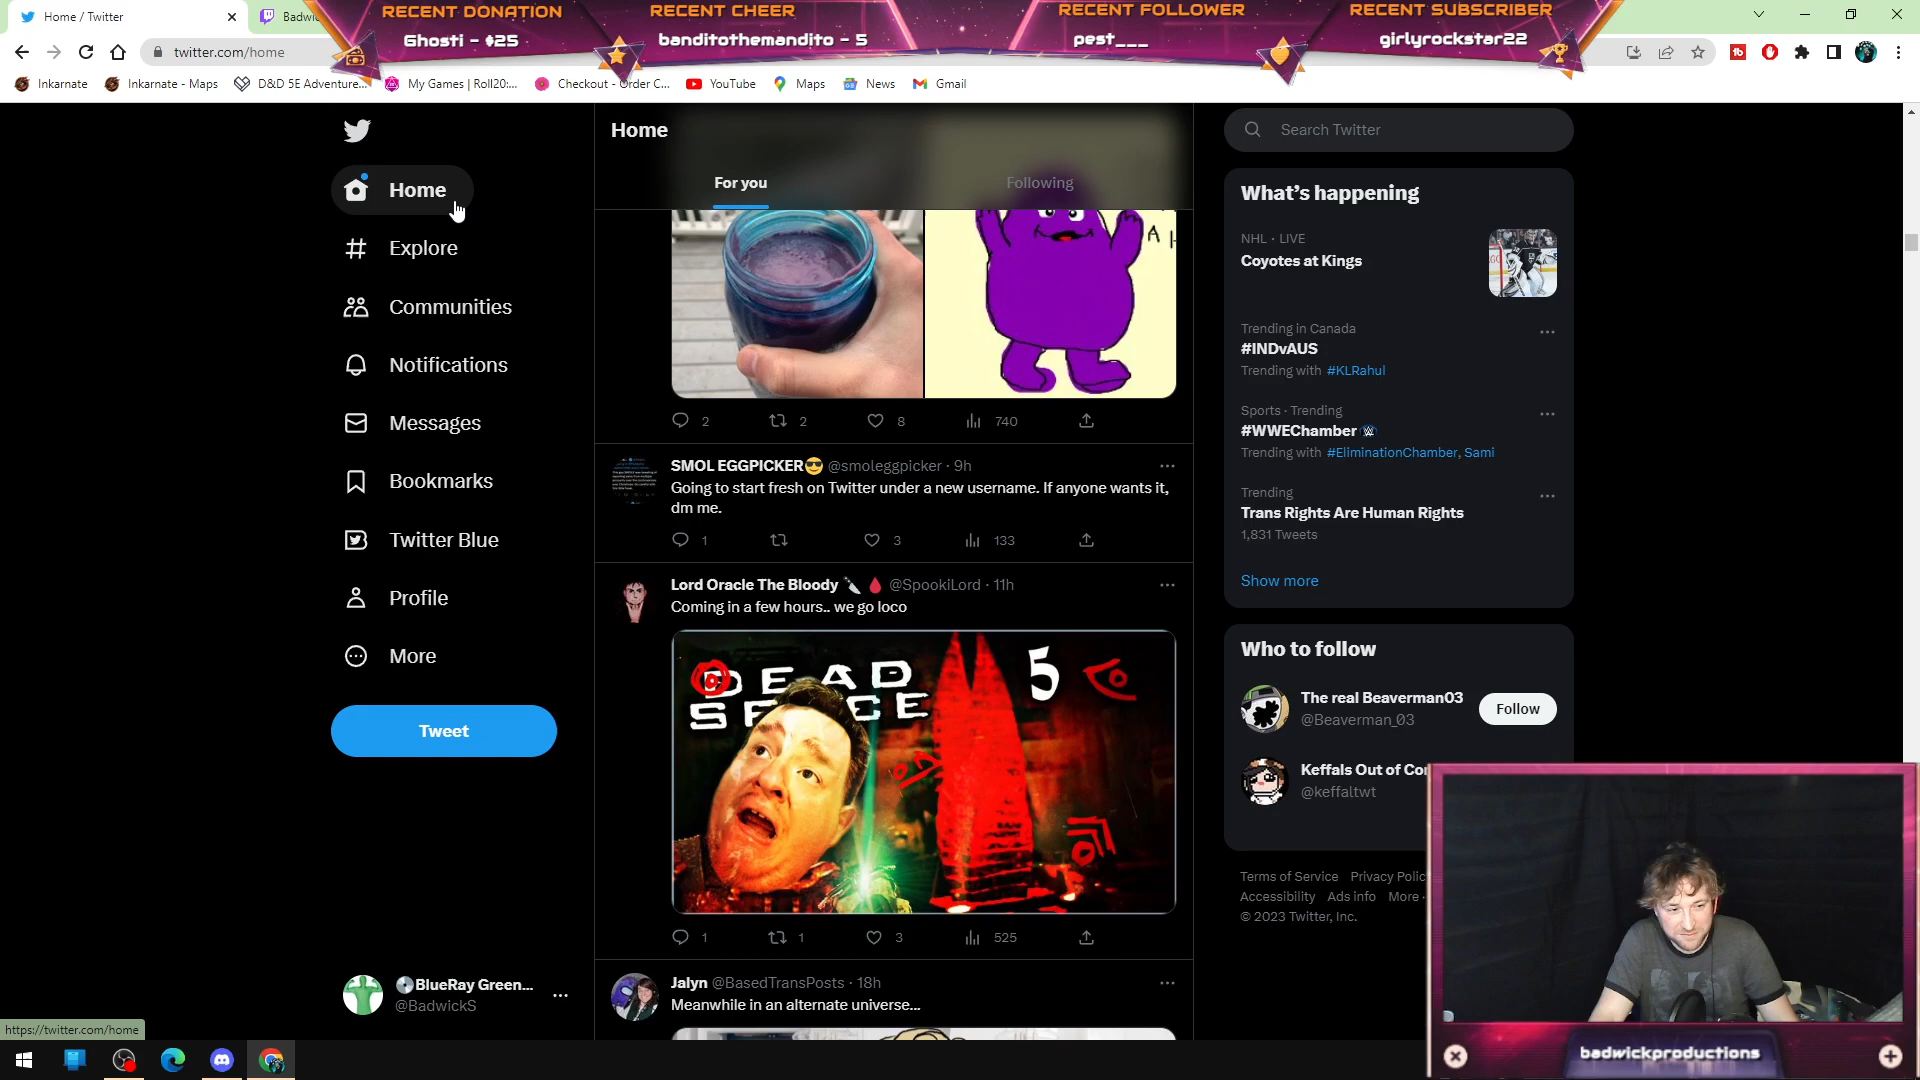 Home / Twitter
Badwi
RECENT DONATION
Ghosti - $25
RECENT CHEER
banditothemandito - 5
RECENT FOLLOWER
pest___
RECENT SUBSCRIBER
girlyrockstar22
twitter.com/home
Inkarnate
Inkarnate - Maps
D&D 5E Adventure...
My Games | Roll20:...
Checkout - Order C...
YouTube
Maps
News
Gmail
Home
Explore
Communities
Notifications
Messages
Bookmarks
Twitter Blue
Profile
More
Tweet
BlueRay Green...
@BadwickS
https://twitter.com/home
Home
For you
Following
A H
2
2
8
740
SMOL EGGPICKER😎 @smoleggpicker · 9h
Going to start fresh on Twitter under a new username. If anyone wants it,
dm me.
1
3
133
Lord Oracle The Bloody 🔪🩸 @SpookiLord · 11h
Coming in a few hours.. we go loco
DEAD
SPACE
5
1
1
3
525
Jalyn @BasedTransPosts · 18h
Meanwhile in an alternate universe...
Search Twitter
What's happening
NHL · LIVE
Coyotes at Kings
Trending in Canada
#INDvAUS
Trending with #KLRahul
Sports · Trending
#WWEChamber
Trending with #EliminationChamber, Sami
Trending
Trans Rights Are Human Rights
1,831 Tweets
Show more
Who to follow
The real Beaverman03
@Beaverman_03
Follow
Keffals Out of Co
@keffaltwt
Terms of Service Privacy Polic
Accessibility Ads info More
© 2023 Twitter, Inc.
badwickproductions